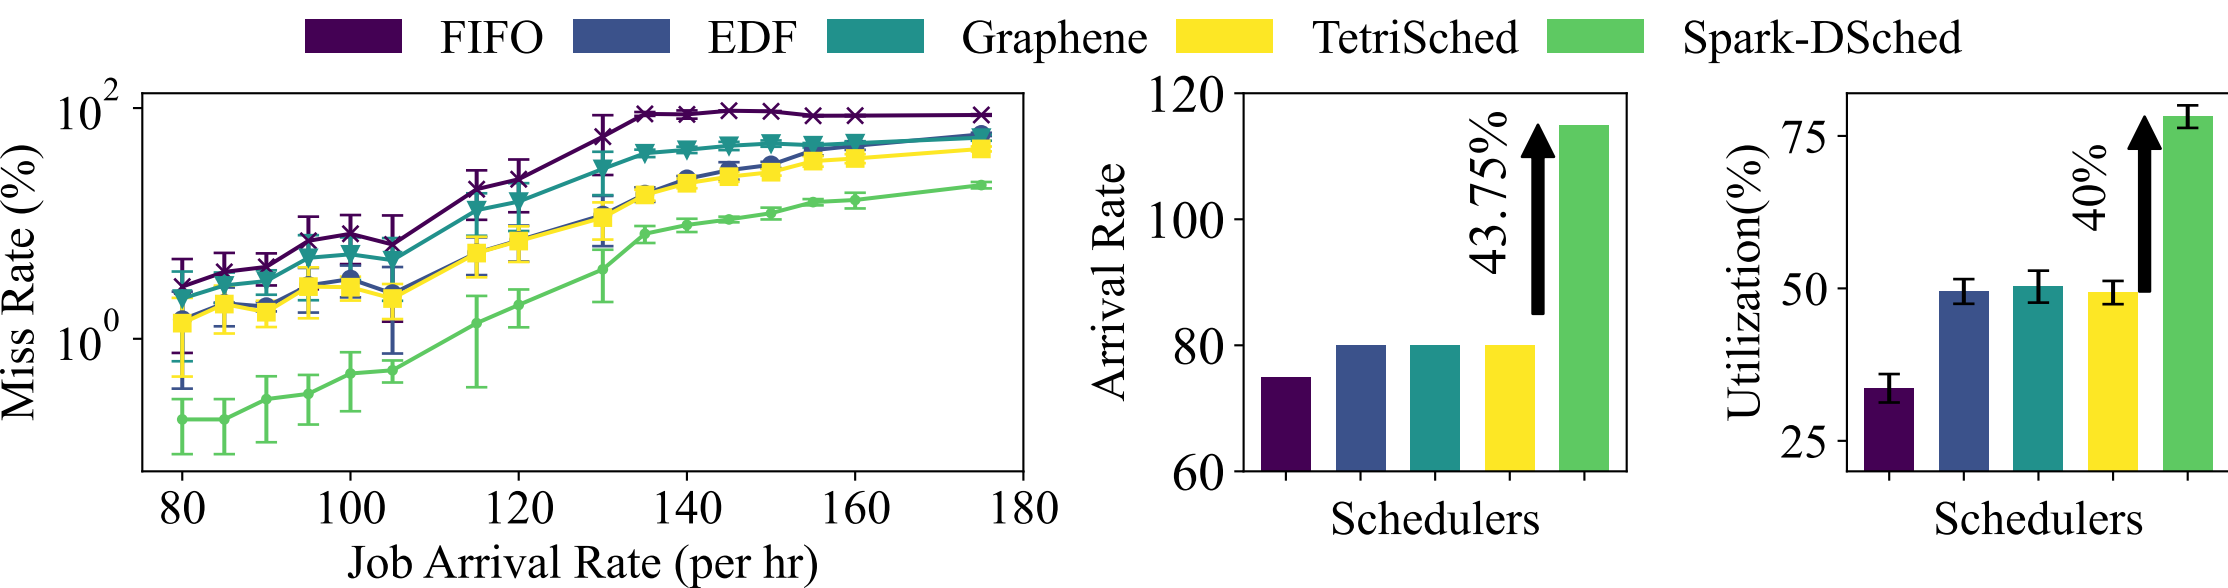 FIFO EDF Graphene TetriSched Spark-DSched
Miss Rate (%)
10^2
10^0
80 100 120 140 160 180
Job Arrival Rate (per hr)
Arrival Rate
120
100
80
60
43.75%
Schedulers
Utilization(%)
75
50
25
40%
Schedulers